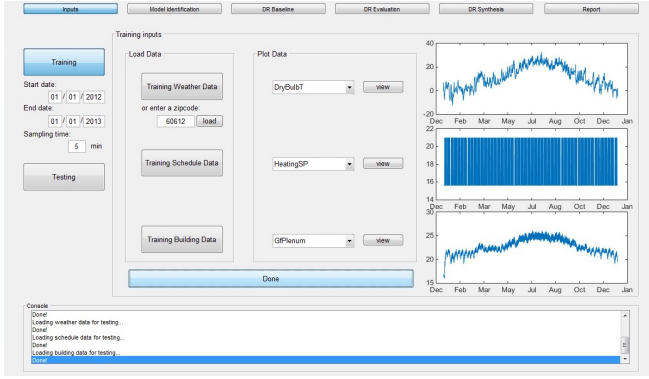 Inputs
Model Identification
DR Baseline
DR Evaluation
DR Synthesis
Report
Training inputs
Training
Start date:
01 / 01 / 2012
End date:
01 / 01 / 2013
Sampling time:
5 min
Testing
Load Data
Training Weather Data
or enter a zipcode:
60612 load
Training Schedule Data
Training Building Data
Plot Data
DryBulbT view
HeatingSP view
GfPlenum view
Done
40
20
0
-20
Dec Feb Mar May Jul Aug Oct Dec Jan
22
20
18
16
14
Dec Feb Mar May Jul Aug Oct Dec Jan
30
25
20
15
Dec Feb Mar May Jul Aug Oct Dec Jan
Console
Done!
Loading weather data for testing...
Done!
Loading schedule data for testing...
Done!
Loading building data for testing...
Done!